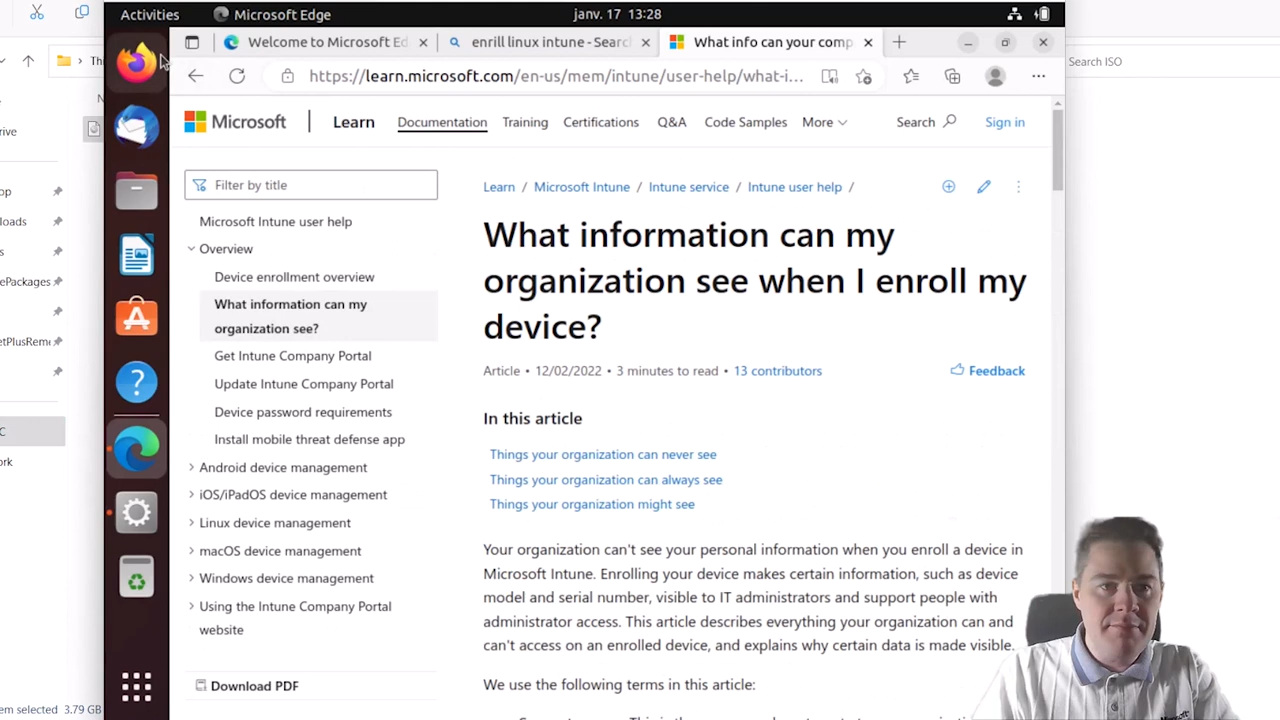 Activities
Microsoft Edge
janv. 17 13:28
Welcome to Microsoft Ed
enrill linux intune - Search
What info can your comp
https://learn.microsoft.com/en-us/mem/intune/user-help/what-i...
Search ISO
Microsoft
Learn
Documentation
Training
Certifications
Q&A
Code Samples
More
Search
Sign in
Filter by title
Microsoft Intune user help
Overview
Device enrollment overview
What information can my
organization see?
Get Intune Company Portal
Update Intune Company Portal
Device password requirements
Install mobile threat defense app
Android device management
iOS/iPadOS device management
Linux device management
macOS device management
Windows device management
Using the Intune Company Portal
website
Download PDF
Learn / Microsoft Intune / Intune service / Intune user help /
What information can my
organization see when I enroll my
device?
Article • 12/02/2022 • 3 minutes to read • 13 contributors
Feedback
In this article
Things your organization can never see
Things your organization can always see
Things your organization might see
Your organization can't see your personal information when you enroll a device in
Microsoft Intune. Enrolling your device makes certain information, such as device
model and serial number, visible to IT administrators and support people with
administrator access. This article describes everything your organization can and
can't access on an enrolled device, and explains why certain data is made visible.
We use the following terms in this article:
3.79 GB